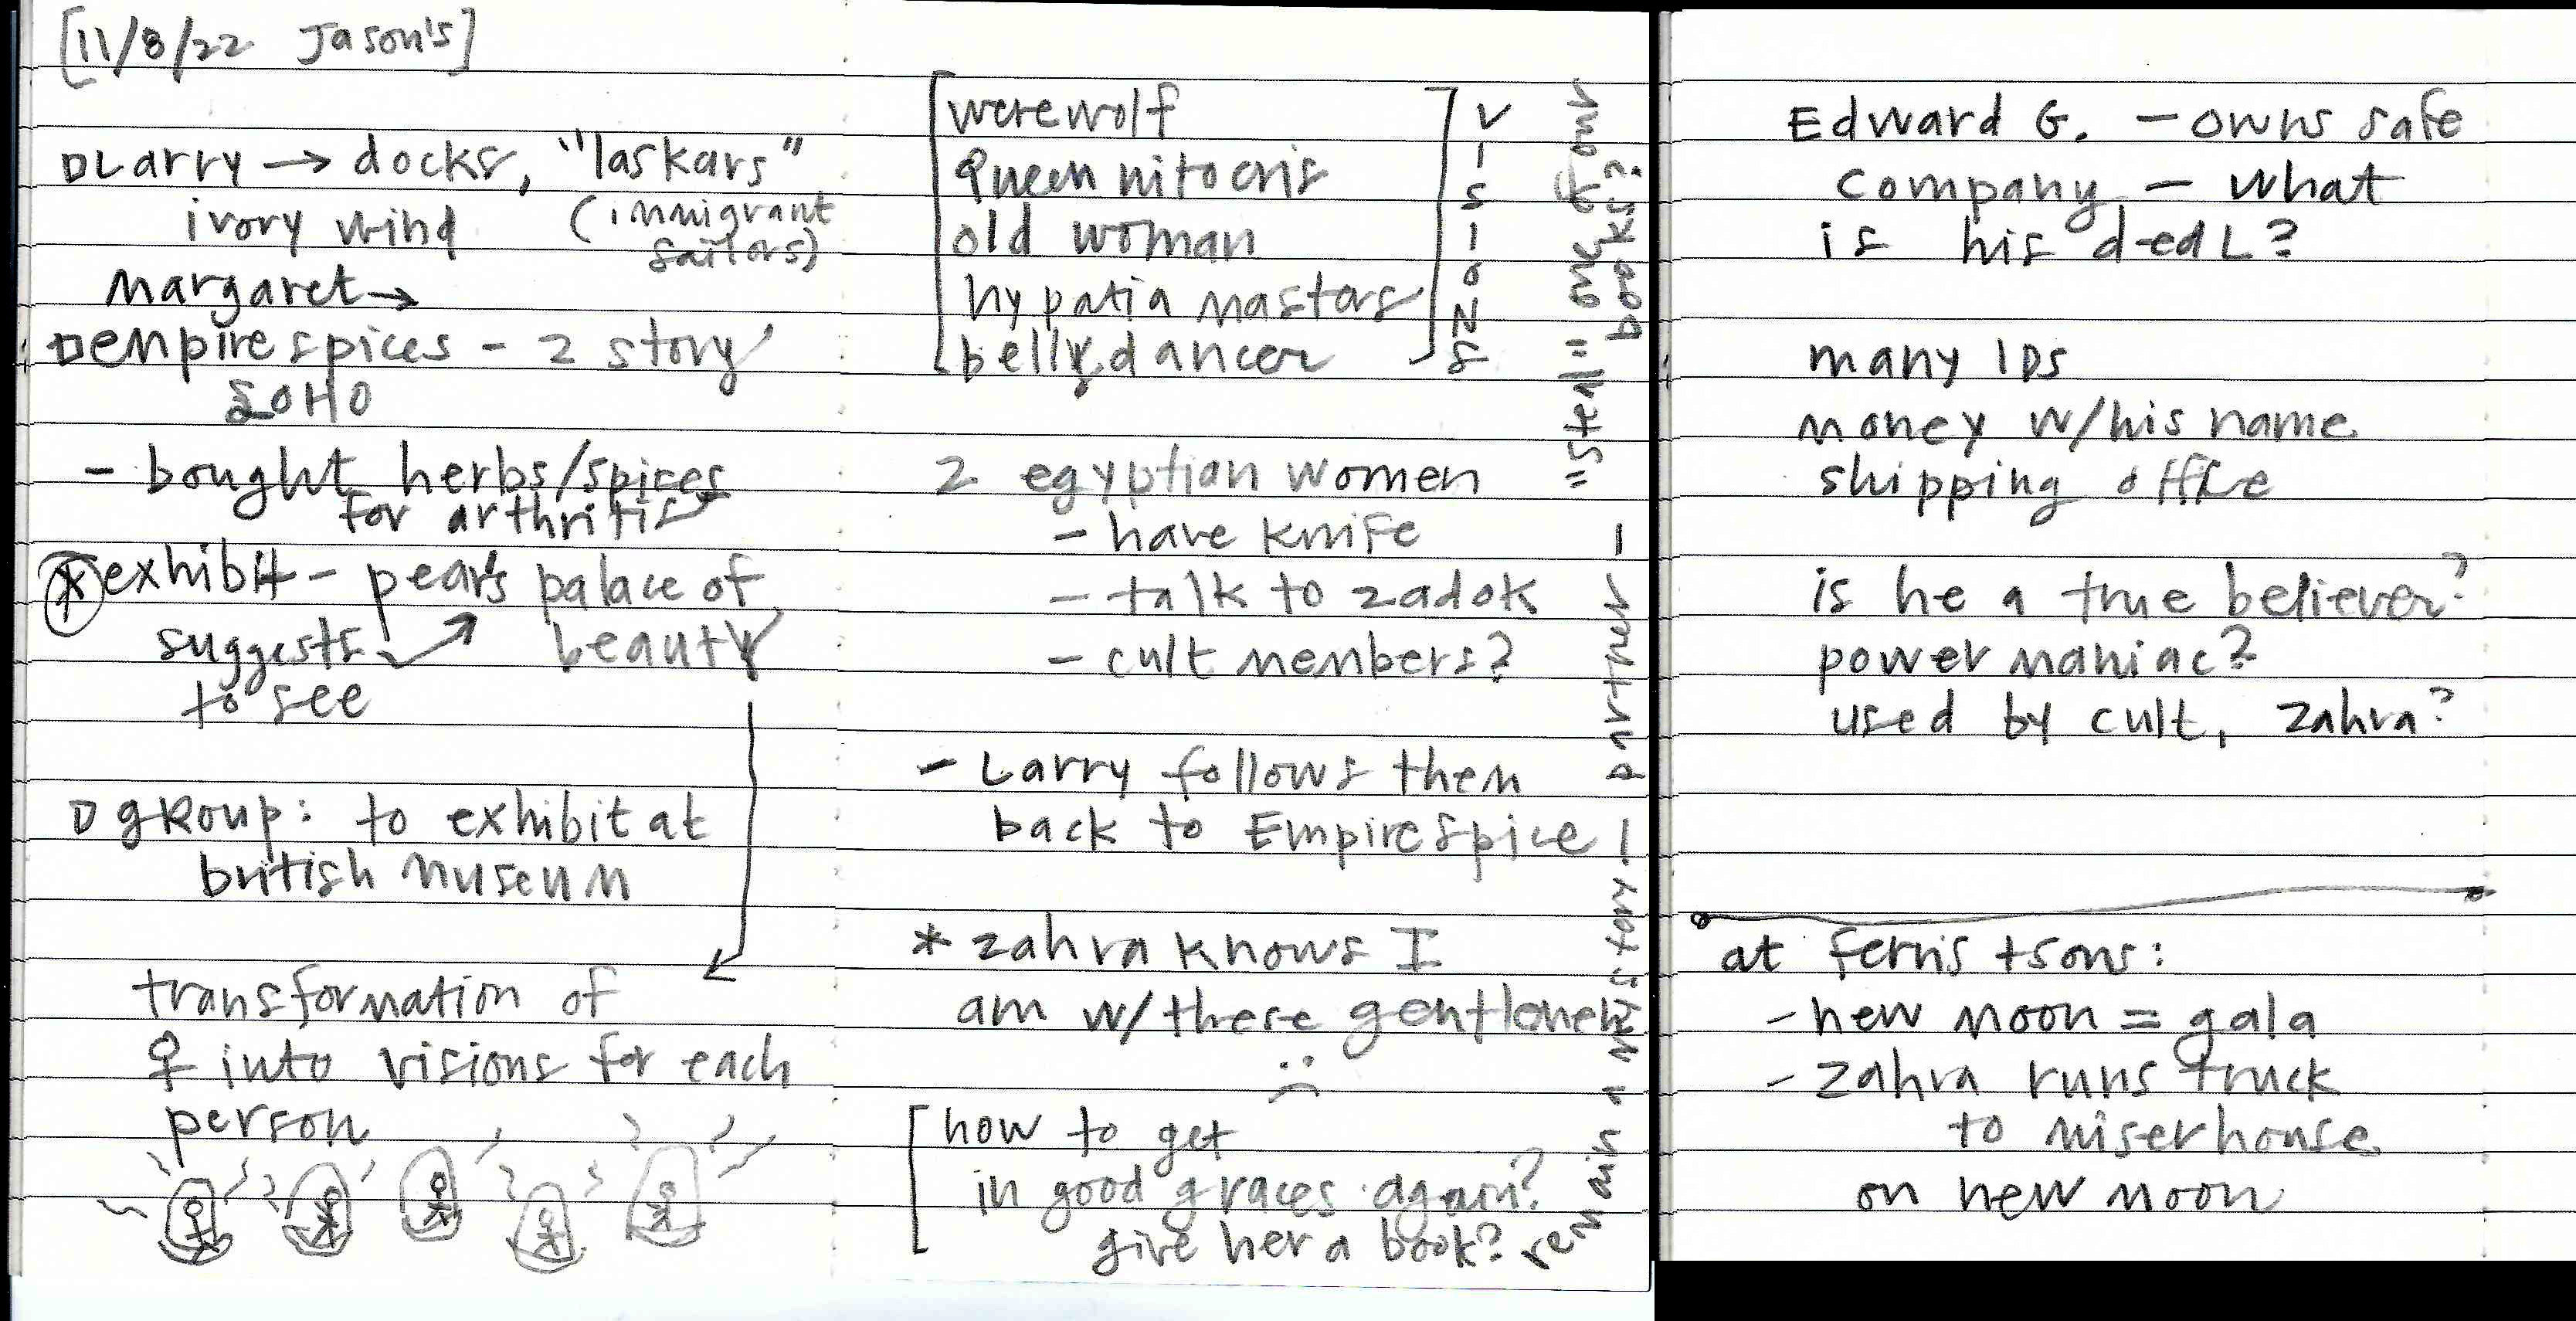 [11/8/22 Jason's]
Larry → docks, "laskars"
ivory wind (immigrant
sailors)
Margaret →
empire spices - 2 story
SOHO
- bought herbs/spices
for arthritis
* exhibit - pear's palace of
suggests beauty
to see
group: to exhibit at
british museum
transformation of
♀ into visions for each
person
werewolf
Queen nitocris
old woman
hypatia mastors
belly dancer
VISIONS
2 egyptian women
- have knife
- talk to zadok
- cult members?
- Larry follows them
back to Empire spice
* zahra knows I
am w/these gentlemen
:(
[how to get
in good graces again?
give her a book?
remain a mystory! partner -
"steal" one of our
books?
Edward G. - owns safe
company - what
is his dedL?
many IDs
money w/his name
shipping offce
is he a true believer?
power maniac?
used by cult, zahra?
at ferris +sons:
- new moon = gala
- zahra runs truck
to miserhouse
on new moon